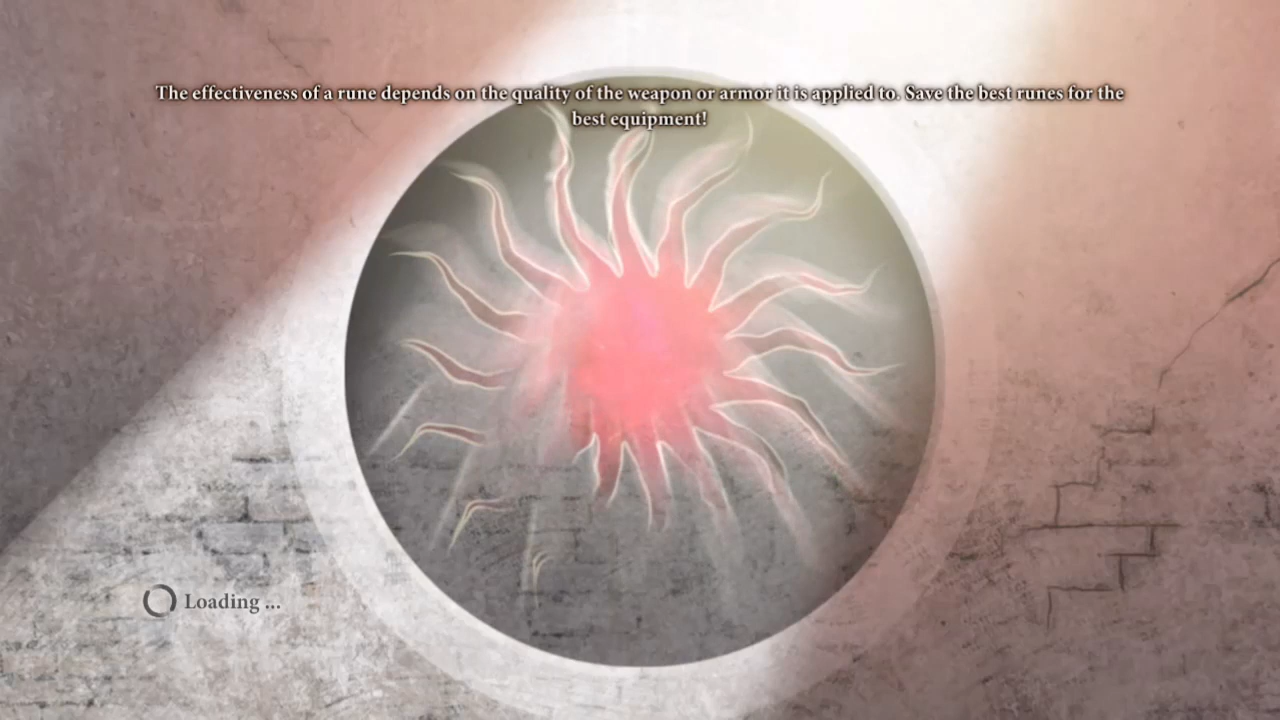 The effectiveness of a rune depends on the quality of the weapon or armor it is applied to. Save the best runes for the
best equipment!
Loading ...